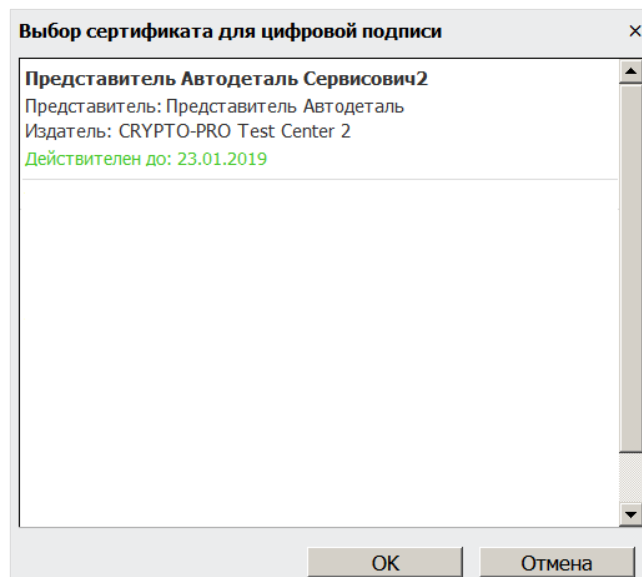 Выбор сертификата для цифровой подписи ×
Представитель Автодеталь Сервисович2
Представитель: Представитель Автодеталь
Издатель: CRYPTO-PRO Test Center 2
Действителен до: 23.01.2019
OK Отмена